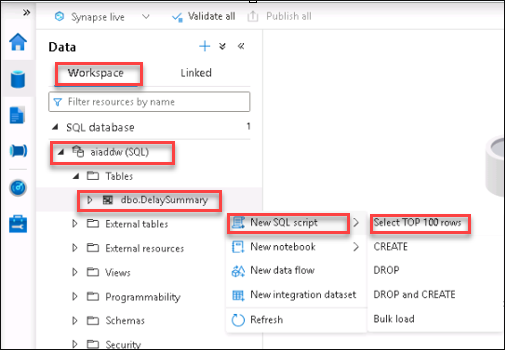 Synapse live
Validate all
Publish all
Data
Workspace
Linked
Filter resources by name
SQL database
1
aiaddw (SQL)
Tables
dbo.DelaySummary
External tables
External resources
Views
Programmability
Schemas
Security
New SQL script
New notebook
New data flow
New integration dataset
Refresh
Select TOP 100 rows
CREATE
DROP
DROP and CREATE
Bulk load